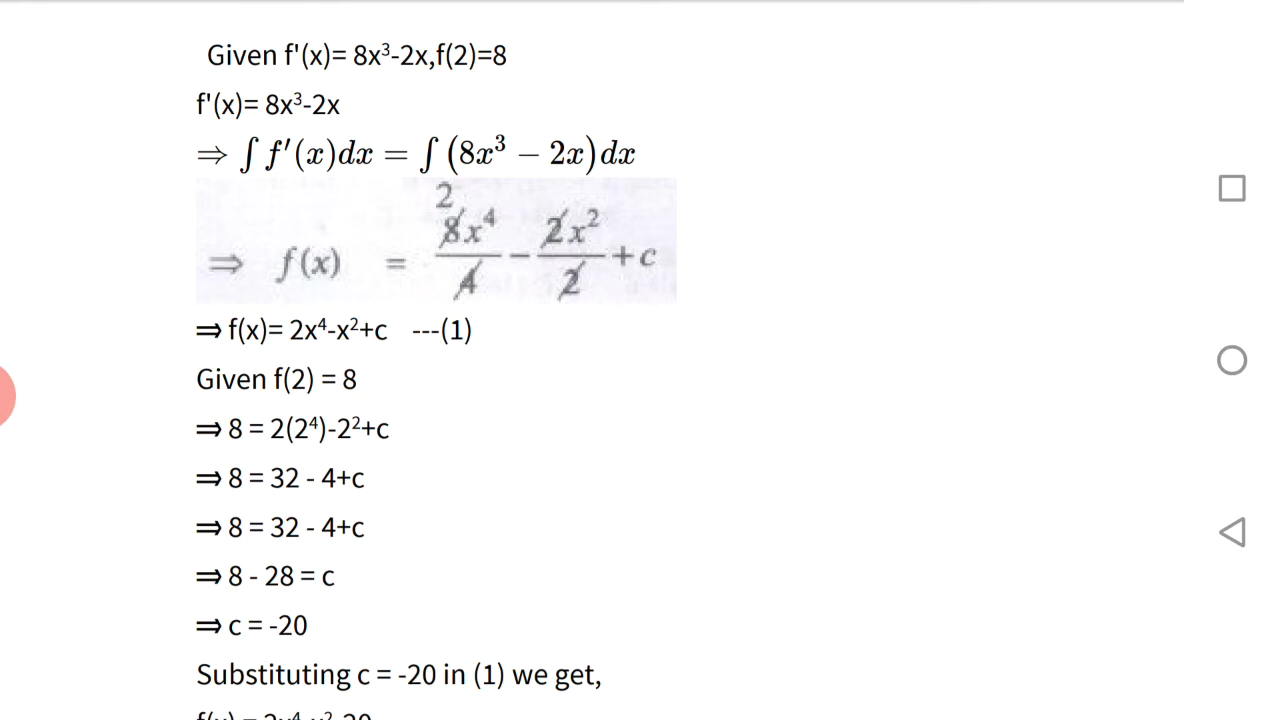 Given f'(x)= 8x³-2x,f(2)=8
f'(x)= 8x³-2x
⇒ ∫ f′(x)dx = ∫ (8x³ − 2x)dx
⇒ f(x) = 2 8x⁴/4 − 2x²/2 + c
⇒ f(x)= 2x⁴-x²+c ---(1)
Given f(2) = 8
⇒ 8 = 2(2⁴)-2²+c
⇒ 8 = 32 - 4+c
⇒ 8 = 32 - 4+c
⇒ 8 - 28 = c
⇒ c = -20
Substituting c = -20 in (1) we get,